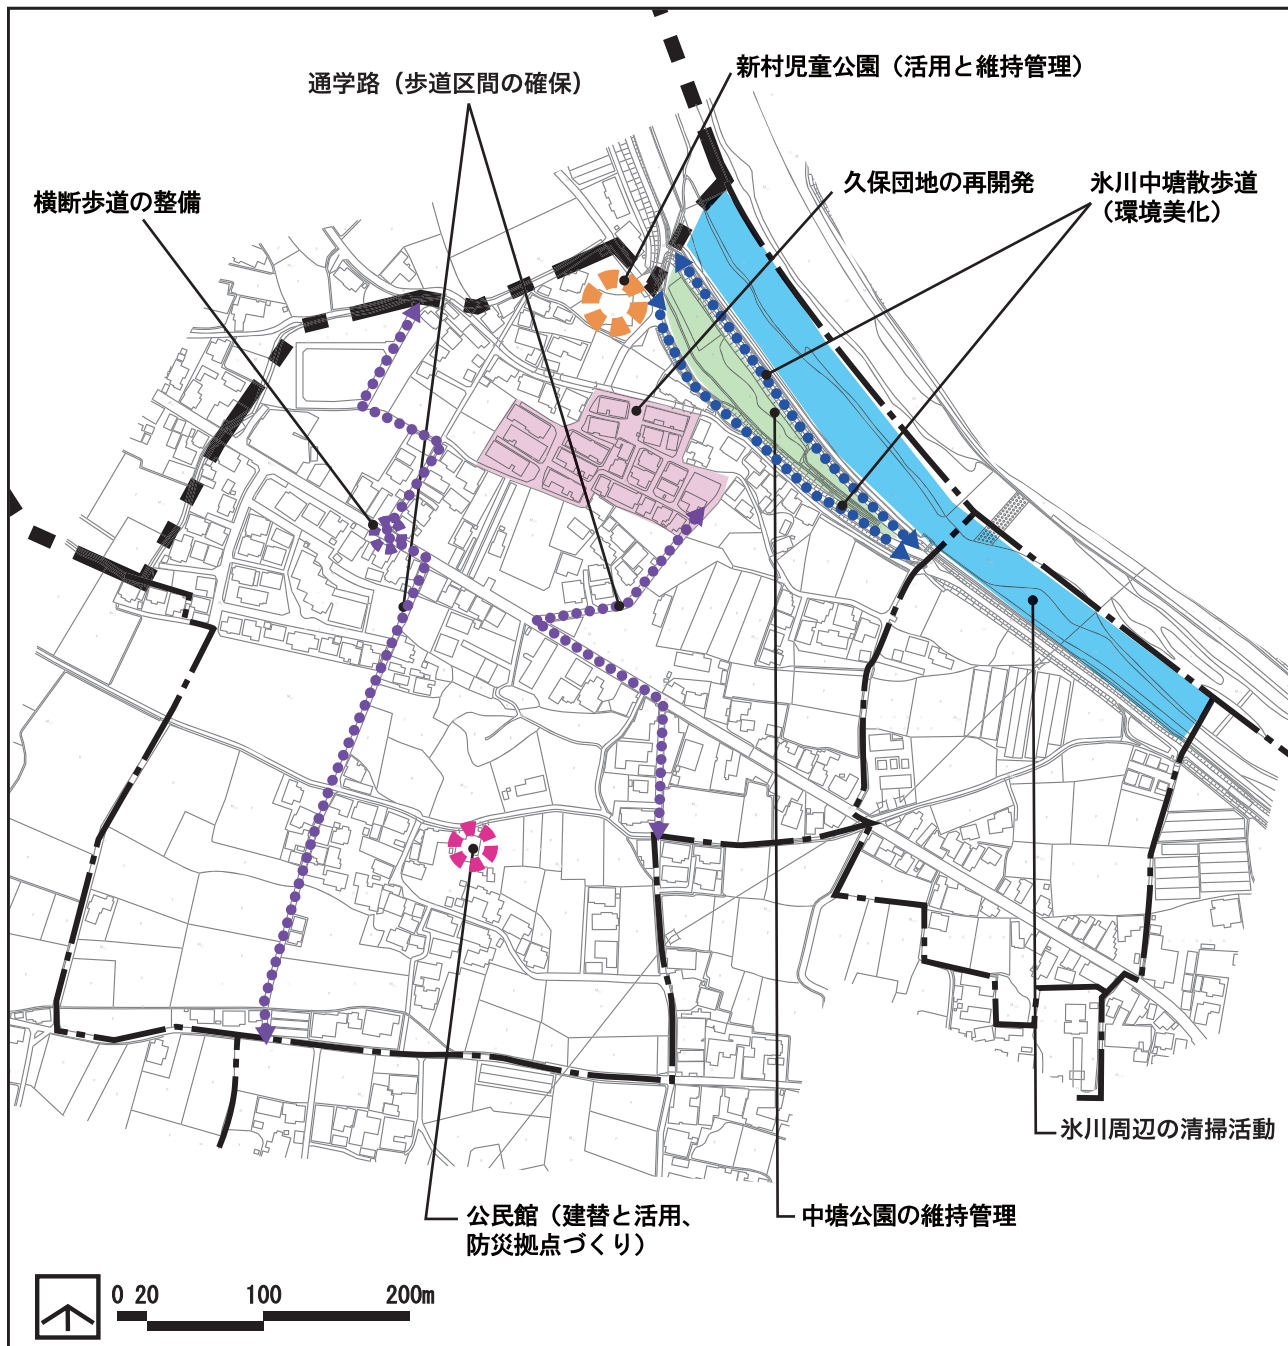 新村児童公園（活用と維持管理）
通学路（歩道区間の確保）
久保団地の再開発
氷川中塘散歩道
（環境美化）
横断歩道の整備
氷川周辺の清掃活動
公民館（建替と活用、
防災拠点づくり）
中塘公園の維持管理
0 20 100 200m